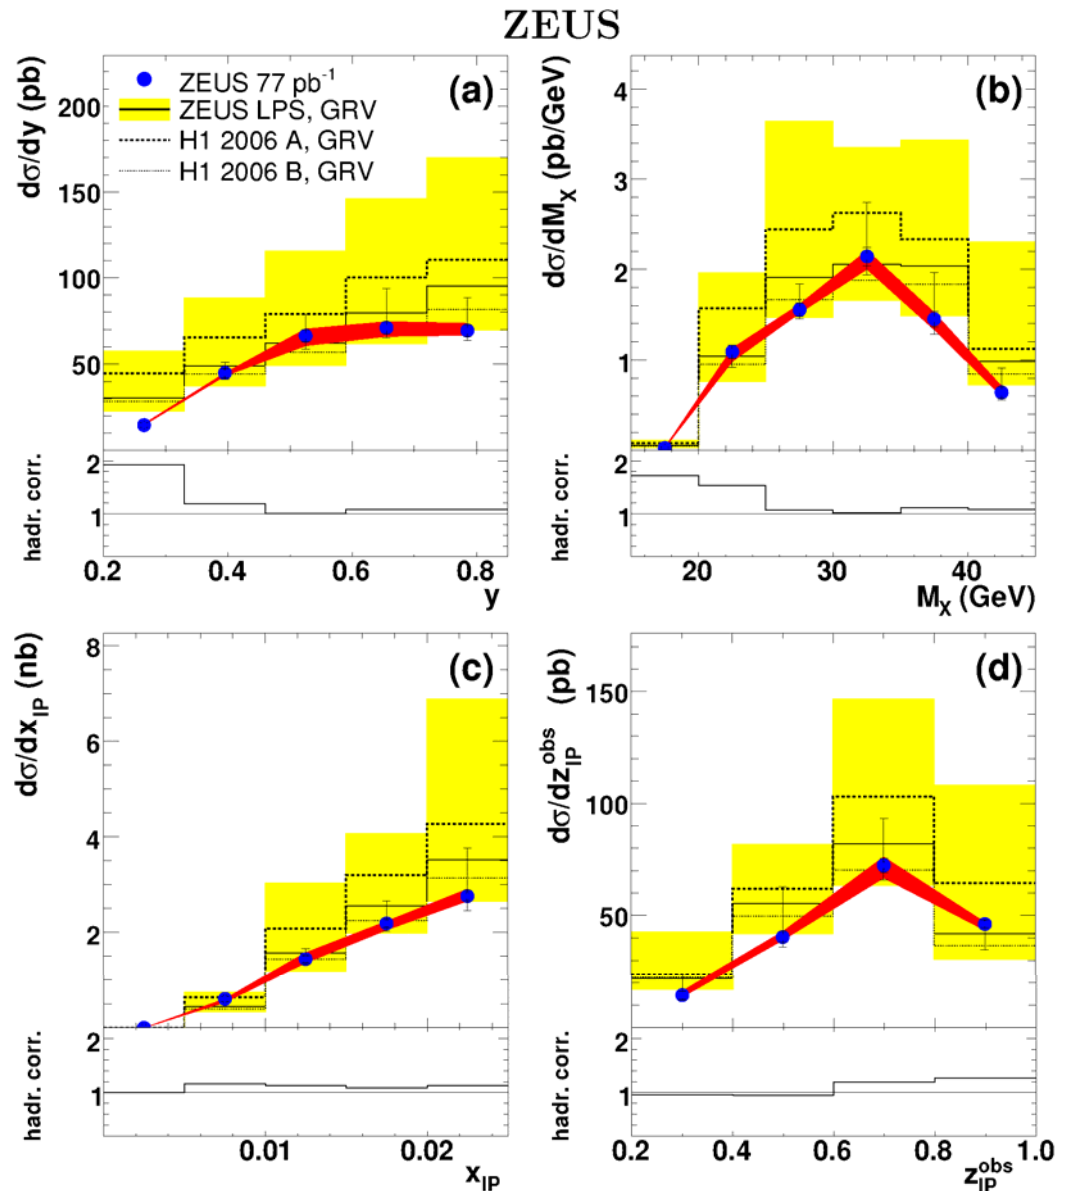 ZEUS
dσ/dy (pb)
200
150
100
50
ZEUS 77 pb-1
ZEUS LPS, GRV
H1 2006 A, GRV
H1 2006 B, GRV
(a)
hadr. corr.
2
1
0.2 0.4 0.6 0.8
y
dσ/dMX (pb/GeV)
4
3
2
1
(b)
hadr. corr.
2
1
20 30 40
MX (GeV)
dσ/dxIP (nb)
8
6
4
2
(c)
hadr. corr.
2
1
0.01 0.02
xIP
dσ/dzIPobs (pb)
150
100
50
(d)
hadr. corr.
2
1
0.2 0.4 0.6 0.8 1.0
zIPobs